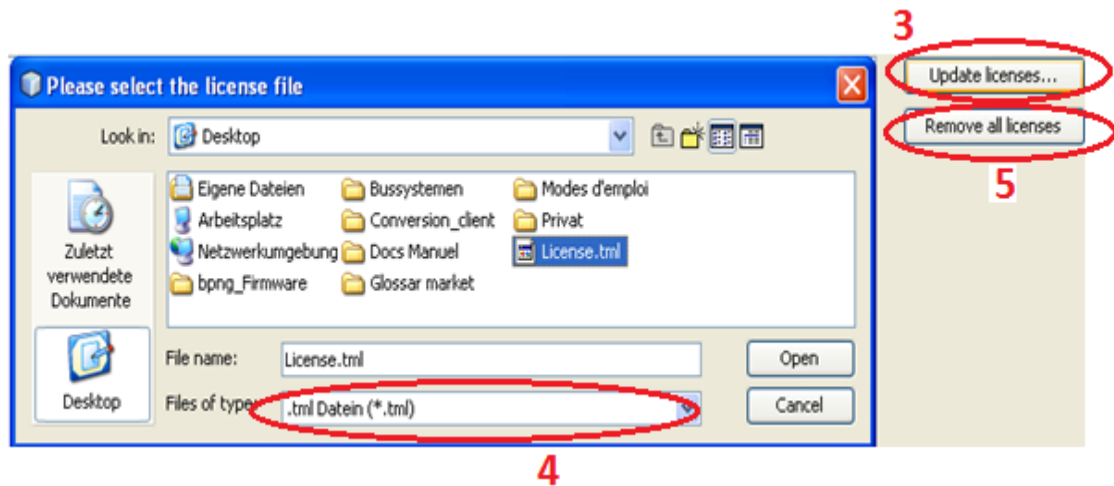 3
Please select the license file
Update licenses...
Look in: Desktop
Remove all licenses
5
Eigene Dateien Bussystemen Modes d'emploi
Arbeitsplatz Conversion_client Privat
Netzwerkumgebung Docs Manuel License.tml
bpng_Firmware Glossar market
Zuletzt
verwendete
Dokumente
Desktop
File name: License.tml Open
Files of type: .tml Datein (*.tml) Cancel
4